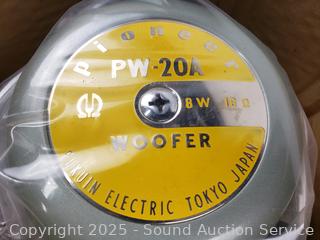 Pioneer
PW-20A
8W 16Ω
WOOFER
FUKUIN ELECTRIC TOKYO JAPAN
Copyright 2025 - Sound Auction Service